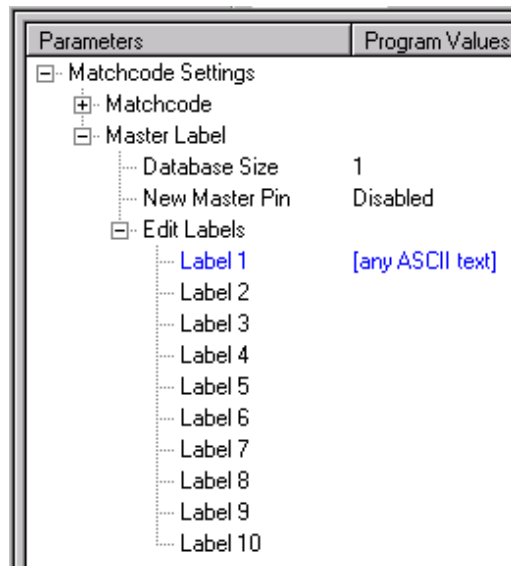 Parameters Program Values
Matchcode Settings
Matchcode
Master Label
Database Size 1
New Master Pin Disabled
Edit Labels
Label 1 [any ASCII text]
Label 2
Label 3
Label 4
Label 5
Label 6
Label 7
Label 8
Label 9
Label 10